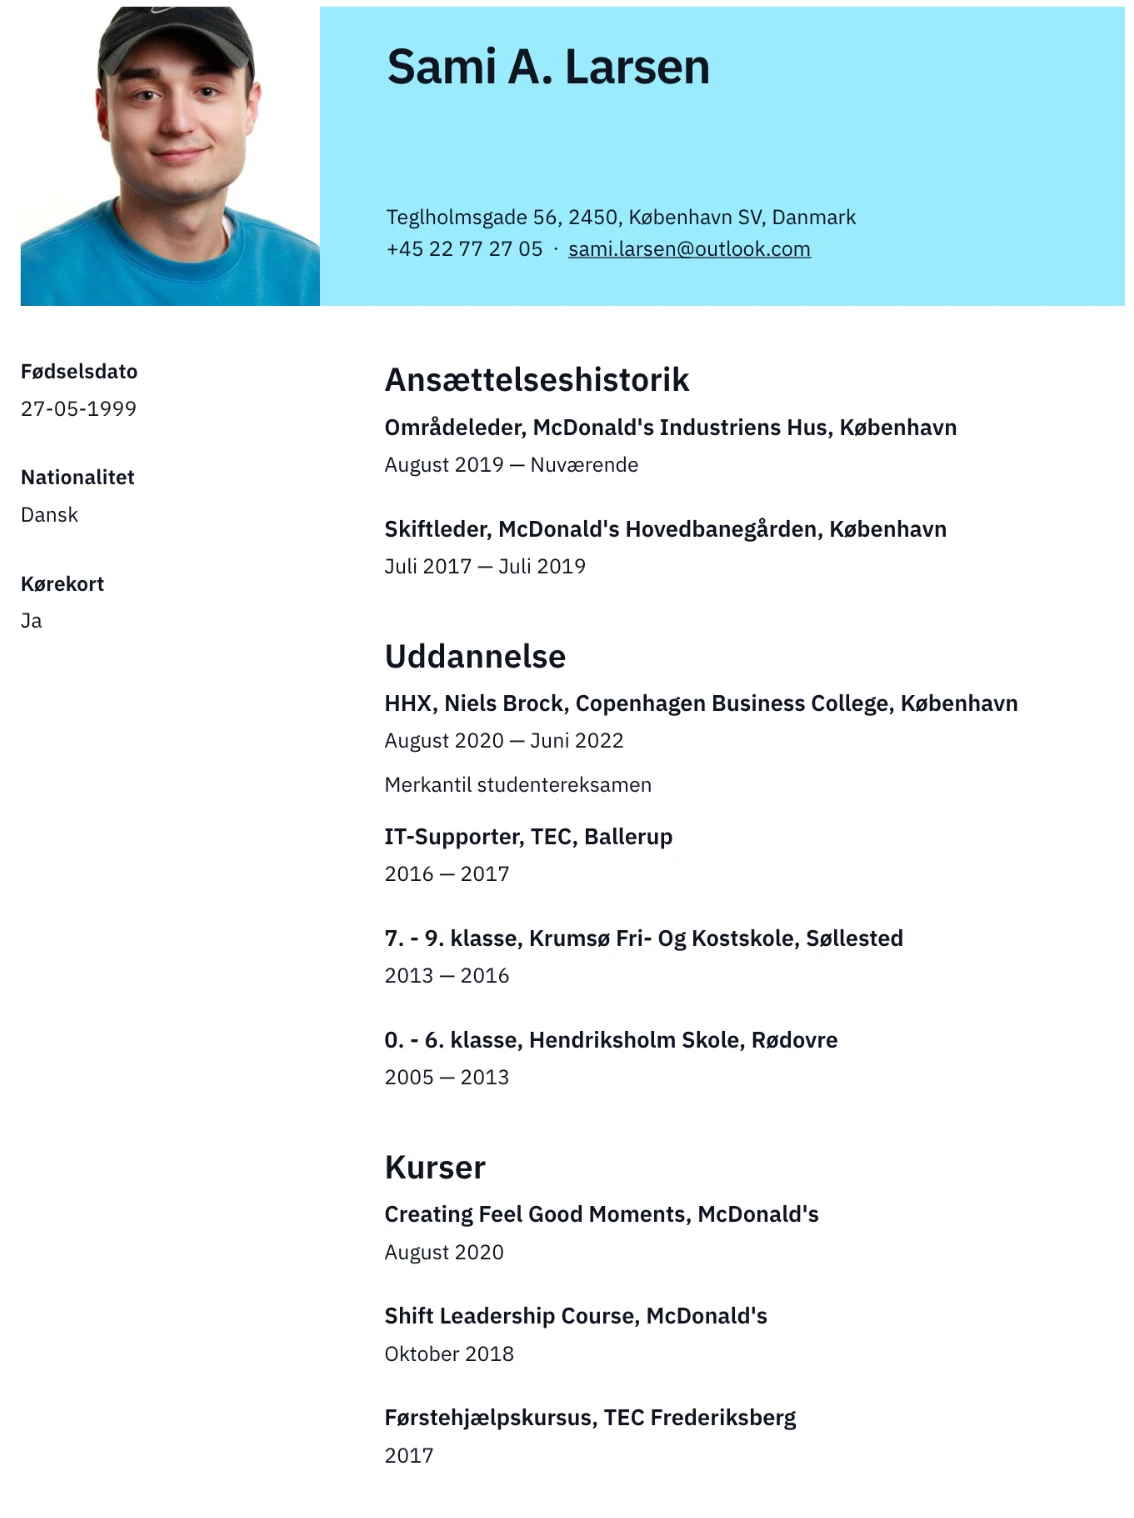 Sami A. Larsen
Teglholmsgade 56, 2450, København SV, Danmark
+45 22 77 27 05 · sami.larsen@outlook.com
Fødselsdato
27-05-1999
Nationalitet
Dansk
Kørekort
Ja
Ansættelseshistorik
Områdeleder, McDonald's Industriens Hus, København
August 2019 — Nuværende
Skiftleder, McDonald's Hovedbanegården, København
Juli 2017 — Juli 2019
Uddannelse
HHX, Niels Brock, Copenhagen Business College, København
August 2020 — Juni 2022
Merkantil studentereksamen
IT-Supporter, TEC, Ballerup
2016 — 2017
7. - 9. klasse, Krumsø Fri- Og Kostskole, Søllested
2013 — 2016
0. - 6. klasse, Hendriksholm Skole, Rødovre
2005 — 2013
Kurser
Creating Feel Good Moments, McDonald's
August 2020
Shift Leadership Course, McDonald's
Oktober 2018
Førstehjælpskursus, TEC Frederiksberg
2017